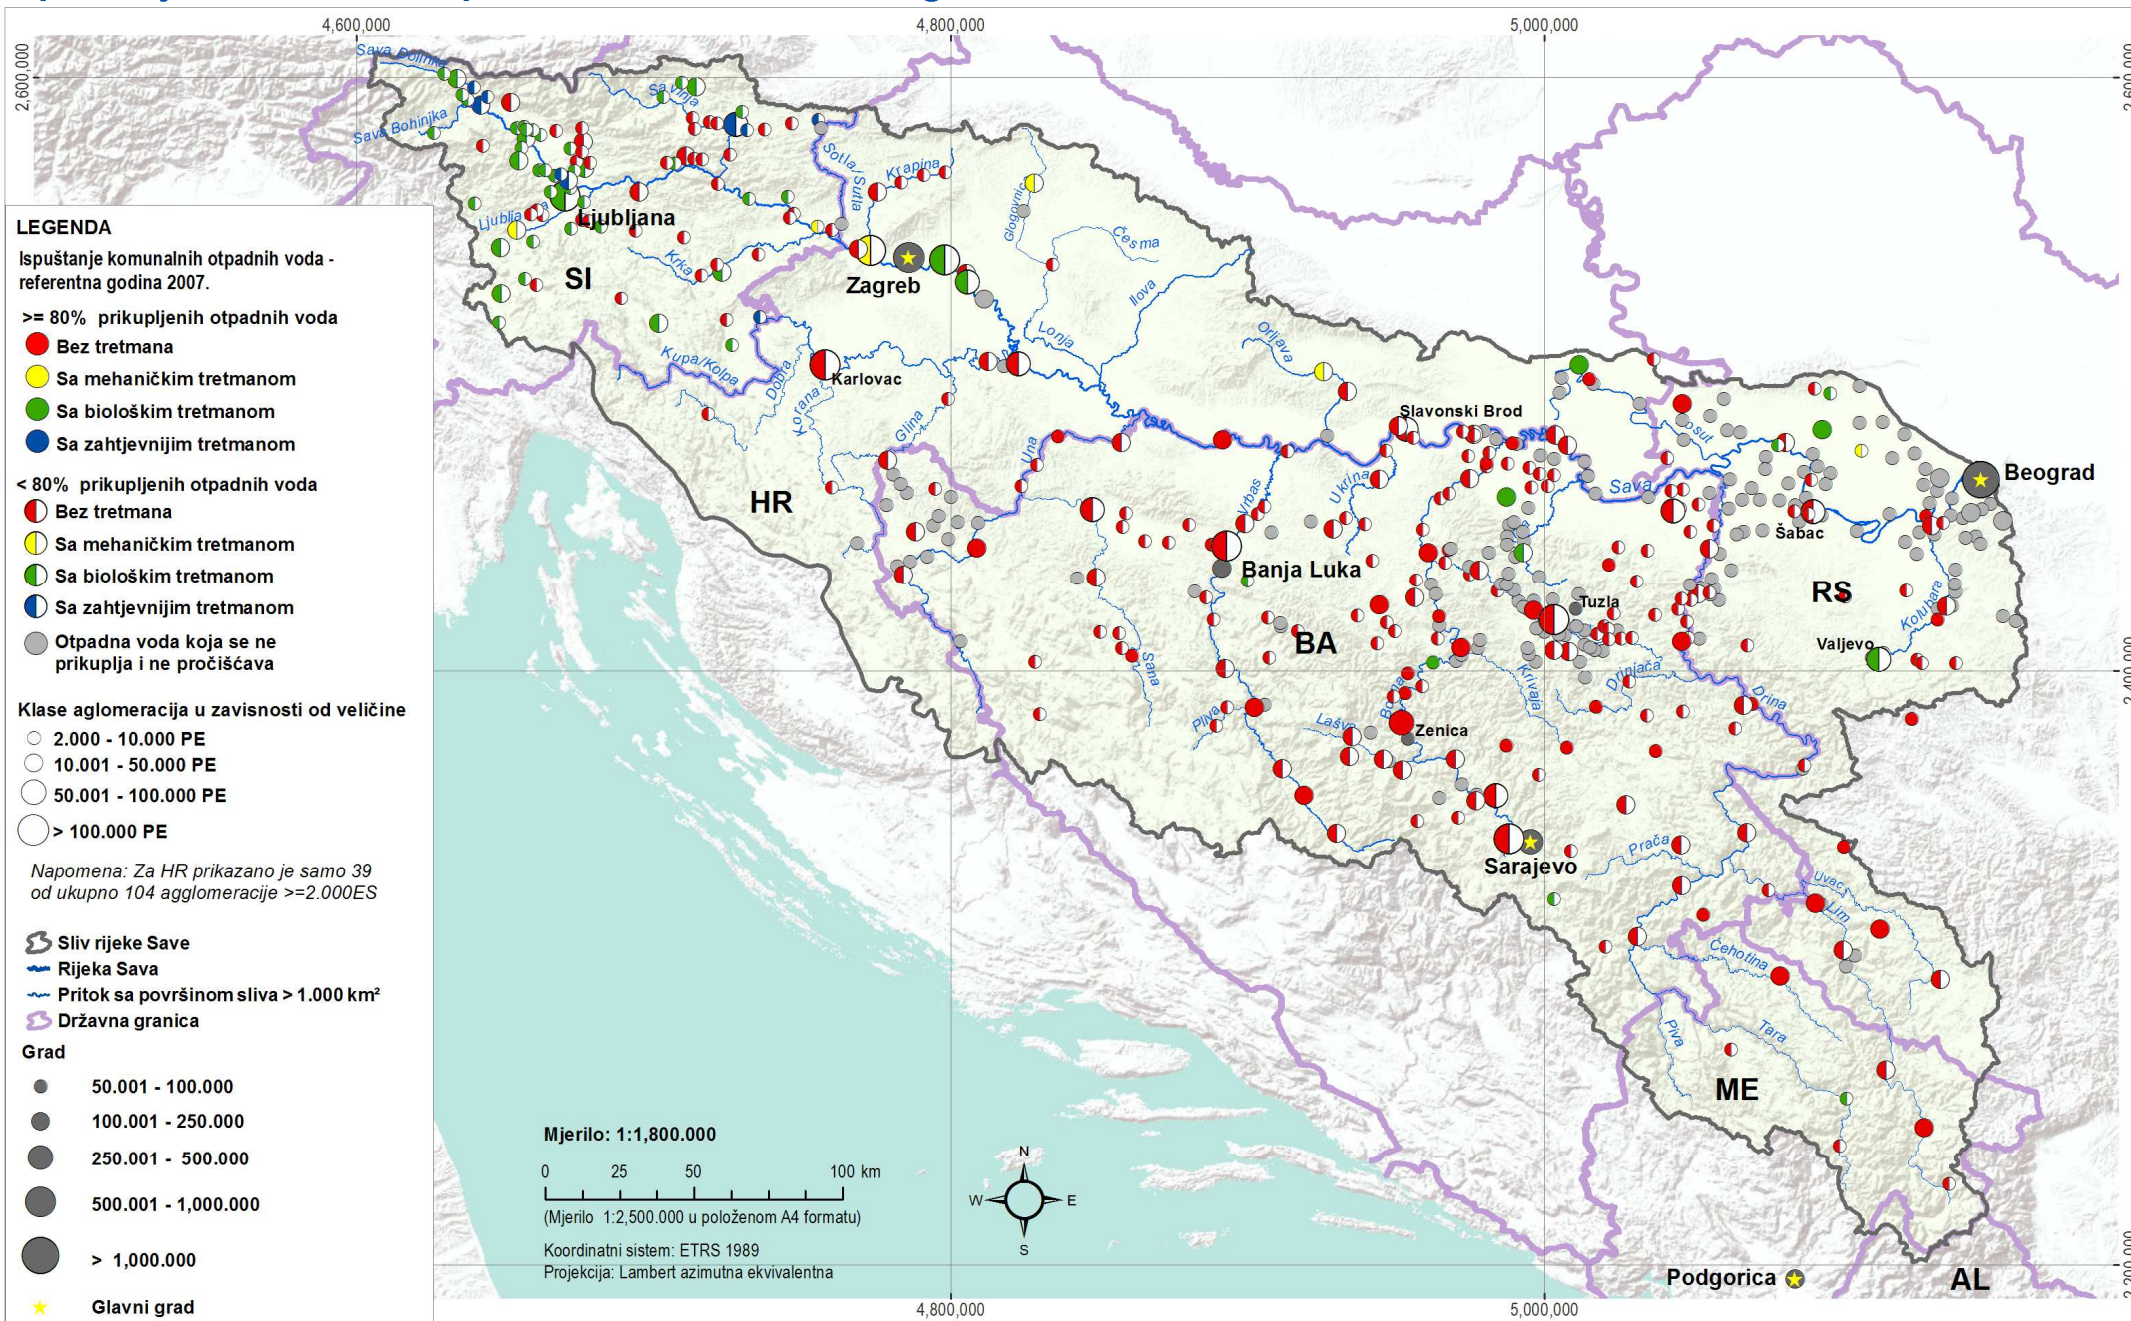 4,600,000
4,800,000
5,000,000
2,600,000
LEGENDA
Ispuštanje komunalnih otpadnih voda -
referentna godina 2007.
>= 80% prikupljenih otpadnih voda
Bez tretmana
Sa mehaničkim tretmanom
Sa biološkim tretmanom
Sa zahtjevnijim tretmanom
< 80% prikupljenih otpadnih voda
Bez tretmana
Sa mehaničkim tretmanom
Sa biološkim tretmanom
Sa zahtjevnijim tretmanom
Otpadna voda koja se ne
prikuplja i ne pročišćava
Klase aglomeracija u zavisnosti od veličine
2.000 - 10.000 PE
10.001 - 50.000 PE
50.001 - 100.000 PE
> 100.000 PE
Napomena: Za HR prikazano je samo 39
od ukupno 104 agglomeracije >=2.000ES
Sliv rijeke Save
Rijeka Sava
Pritok sa površinom sliva > 1.000 km²
Državna granica
Grad
50.001 - 100.000
100.001 - 250.000
250.001 - 500.000
500.001 - 1,000.000
> 1,000.000
Glavni grad
Sava Dolinka
Sava Bohinjka
Savinja
Sotla /Sutla
Krapina
Glogovnica
Česma
Ljubljana
Krka
SI
Zagreb
Ilova
Lonja
Orljava
Kupa/Kolpa
Dobra
Karlovac
Korana
Glina
Slavonski Brod
HR
Una
Vrbas
Ukrina
Sava
Beograd
Šabac
Banja Luka
Tuzla
RS
Kolubara
BA
Valjevo
Sana
Krivaja
Drinjača
Drina
Pliva
Lašva
Zenica
Sarajevo
Prača
Uvac
Lim
Ćehotina
Piva
Tara
ME
Mjerilo: 1:1,800.000
0 25 50 100 km
(Mjerilo 1:2,500.000 u položenom A4 formatu)
Koordinatni sistem: ETRS 1989
Projekcija: Lambert azimutna ekvivalentna
N
W E
S
Podgorica
AL
4,800,000
5,000,000